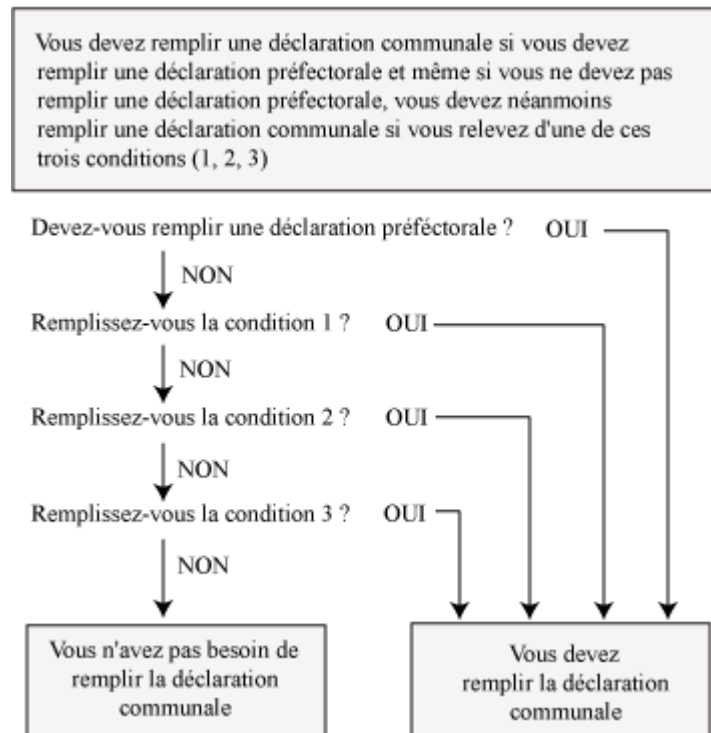 Vous devez remplir une déclaration communale si vous devez
remplir une déclaration préfectorale et même si vous ne devez pas
remplir une déclaration préfectorale, vous devez néanmoins
remplir une déclaration communale si vous relevez d'une de ces
trois conditions (1, 2, 3)
Devez-vous remplir une déclaration préféctorale ? OUI
NON
Remplissez-vous la condition 1 ? OUI
NON
Remplissez-vous la condition 2 ? OUI
NON
Remplissez-vous la condition 3 ? OUI
NON
Vous n'avez pas besoin de
remplir la déclaration
communale
Vous devez
remplir la déclaration
communale